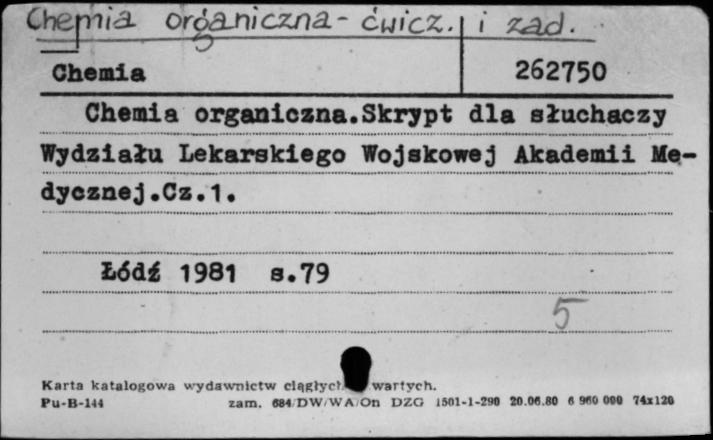 Chemia organiczna - ćwicz. i zad.
Chemia 262750
Chemia organiczna.Skrypt dla słuchaczy
Wydziału Lekarskiego Wojskowej Akademii Me-
dycznej.Cz.1.
Łódź 1981 s.79
5
Karta katalogowa wydawnictw ciągłych wartych.
Pu-B-144 zam. 684/DW/WA/On DZG 1501-1-290 20.06.80 6 960 000 74x120